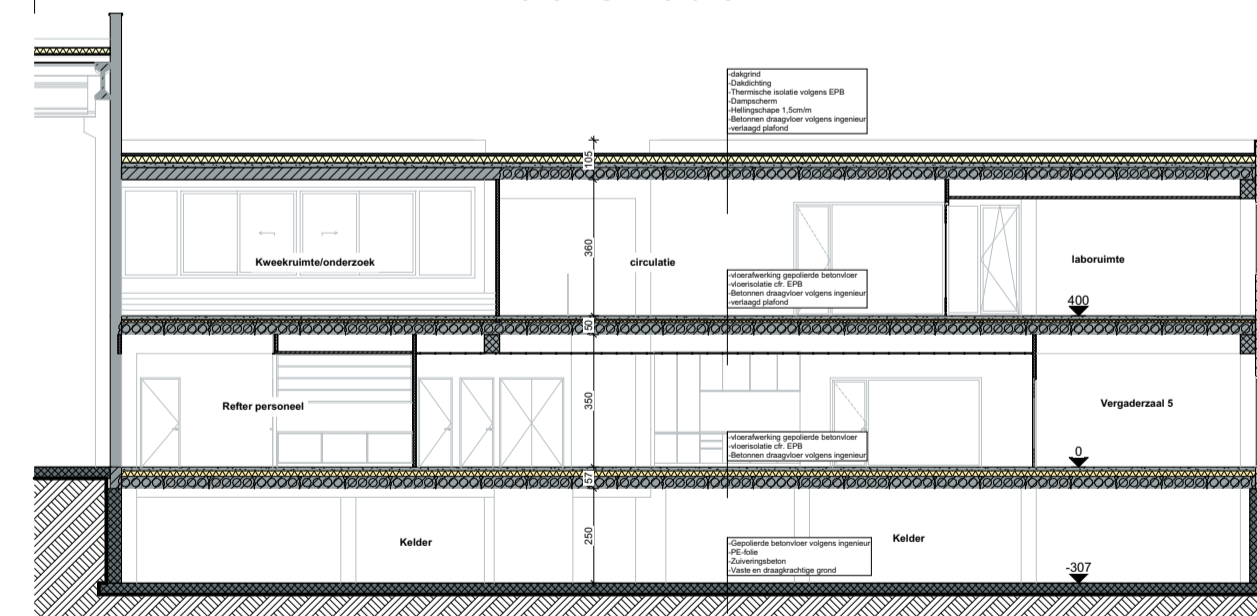 -dakgrind
-Dakdichting
-Thermische isolatie volgens EPB
-Dampscherm
-Hellingschape 1,5cm/m
-Betonnen draagvloer volgens ingenieur
-verlaagd plafond
105
360
Kweekruimte/onderzoek
circulatie
laboruimte
-vloerafwerking gepolierde betonvloer
-vloerisolatie cfr. EPB
-Betonnen draagvloer volgens ingenieur
-verlaagd plafond
400
50
350
Refter personeel
Vergaderzaal 5
-vloerafwerking gepolierde betonvloer
-vloerisolatie cfr. EPB
-Betonnen draagvloer volgens ingenieur
0
57
250
Kelder
Kelder
-Gepolierde betonvloer volgens ingenieur
-PE-folie
-Zuiveringsbeton
-Vaste en draagkrachtige grond
-307